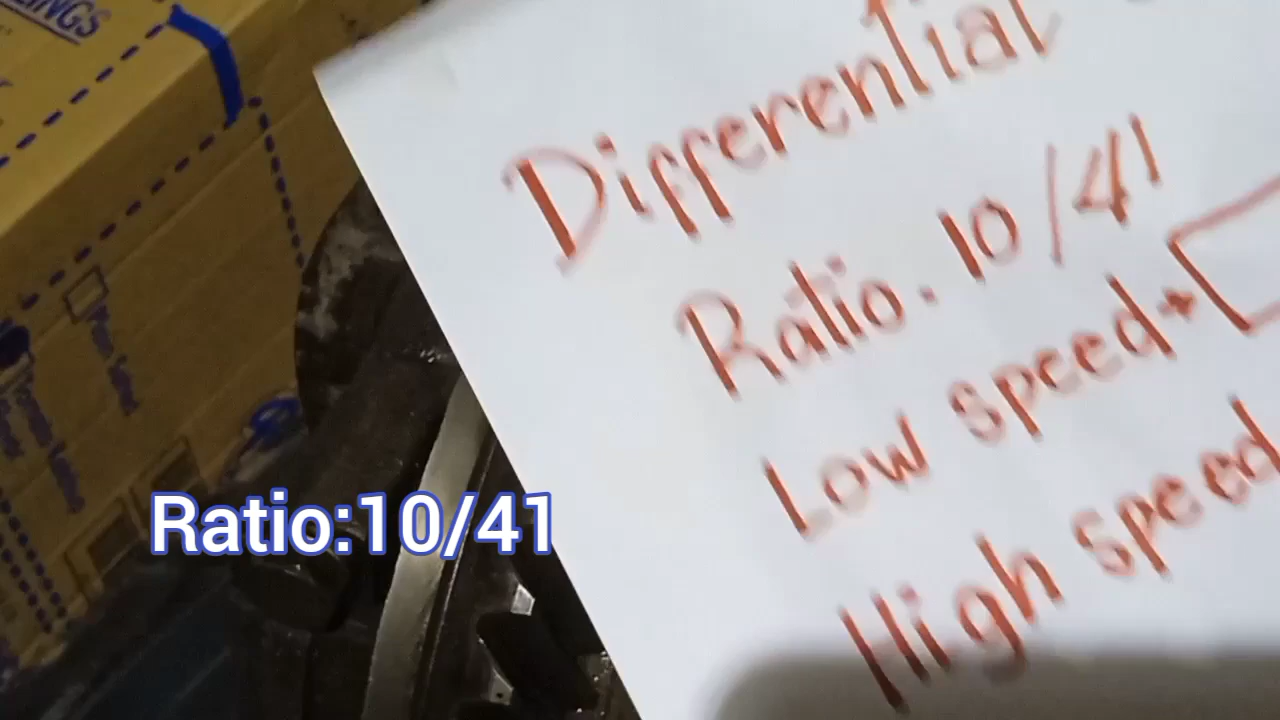 Differential
Ratio. 10/41
Low speed
High speed
Ratio:10/41